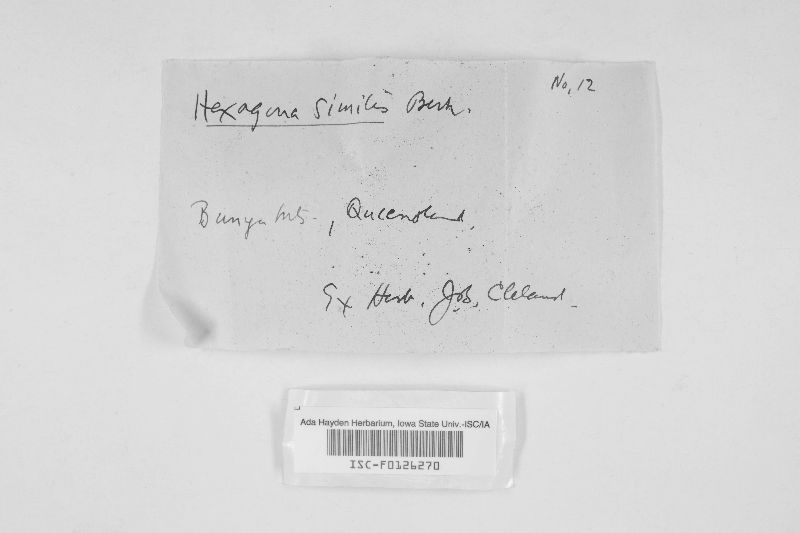 No, 12
Hexagona similis Berk.
Bunya Mts., Queensland.
Ex Herb. J.B. Cleland.
Ada Hayden Herbarium, Iowa State Univ.-ISC/IA
ISC-F0126270